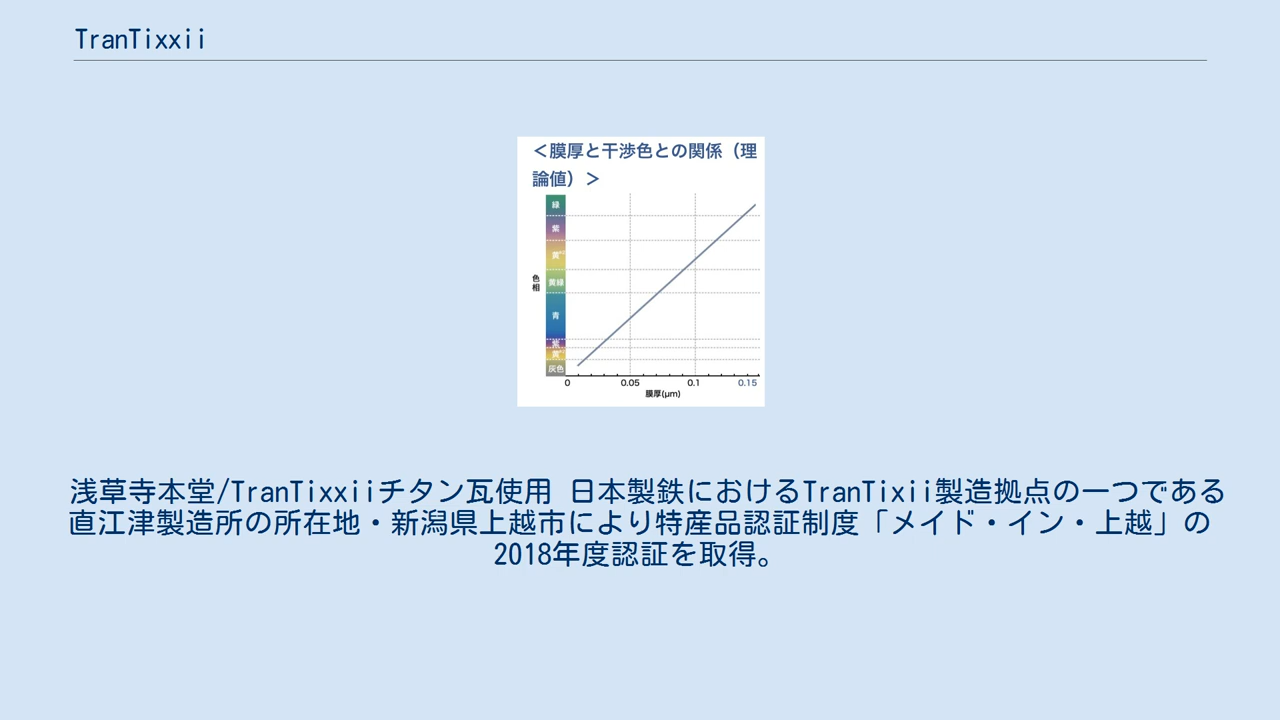 TranTixxii
＜膜厚と干渉色との関係（理
論値）＞
緑
紫
黄
黄緑
青
紫
黄
灰色
色相
0 0.05 0.1 0.15
膜厚(μm)
浅草寺本堂/TranTixxiiチタン瓦使用 日本製鉄におけるTranTixii製造拠点の一つである
直江津製造所の所在地・新潟県上越市により特産品認証制度「メイド・イン・上越」の
2018年度認証を取得。